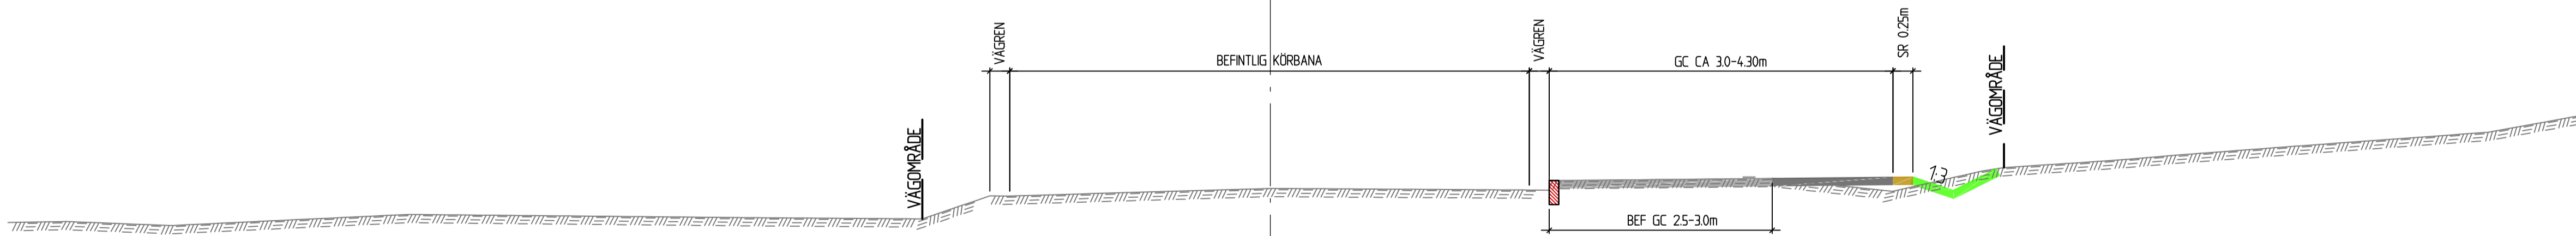 VÄGOMRÅDE
VÄGREN
BEFINTLIG KÖRBANA
VÄGREN
GC CA 3.0-4.30m
SR 0.25m
VÄGOMRÅDE
1:3
BEF GC 2.5-3.0m